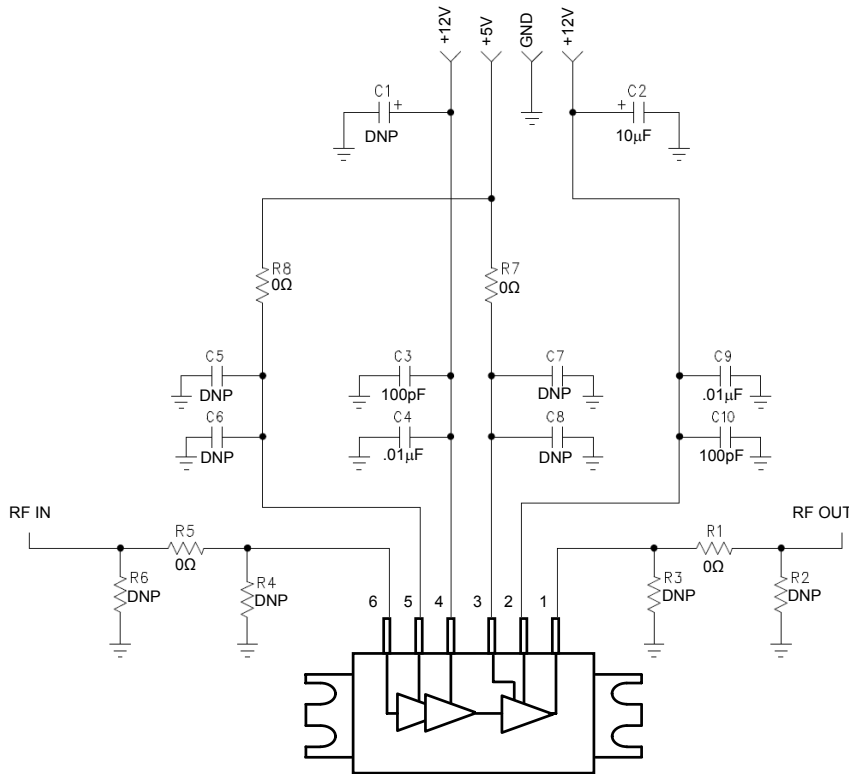 +12V
+5V
GND
+12V
C1
+
DNP
C2
+
10µF
R8
0Ω
R7
0Ω
C5
DNP
C3
100pF
C7
DNP
C9
.01µF
C6
DNP
C4
.01µF
C8
DNP
C10
100pF
RF IN
RF OUT
R5
0Ω
R1
0Ω
R6
DNP
R4
DNP
R3
DNP
R2
DNP
6 5 4 3 2 1